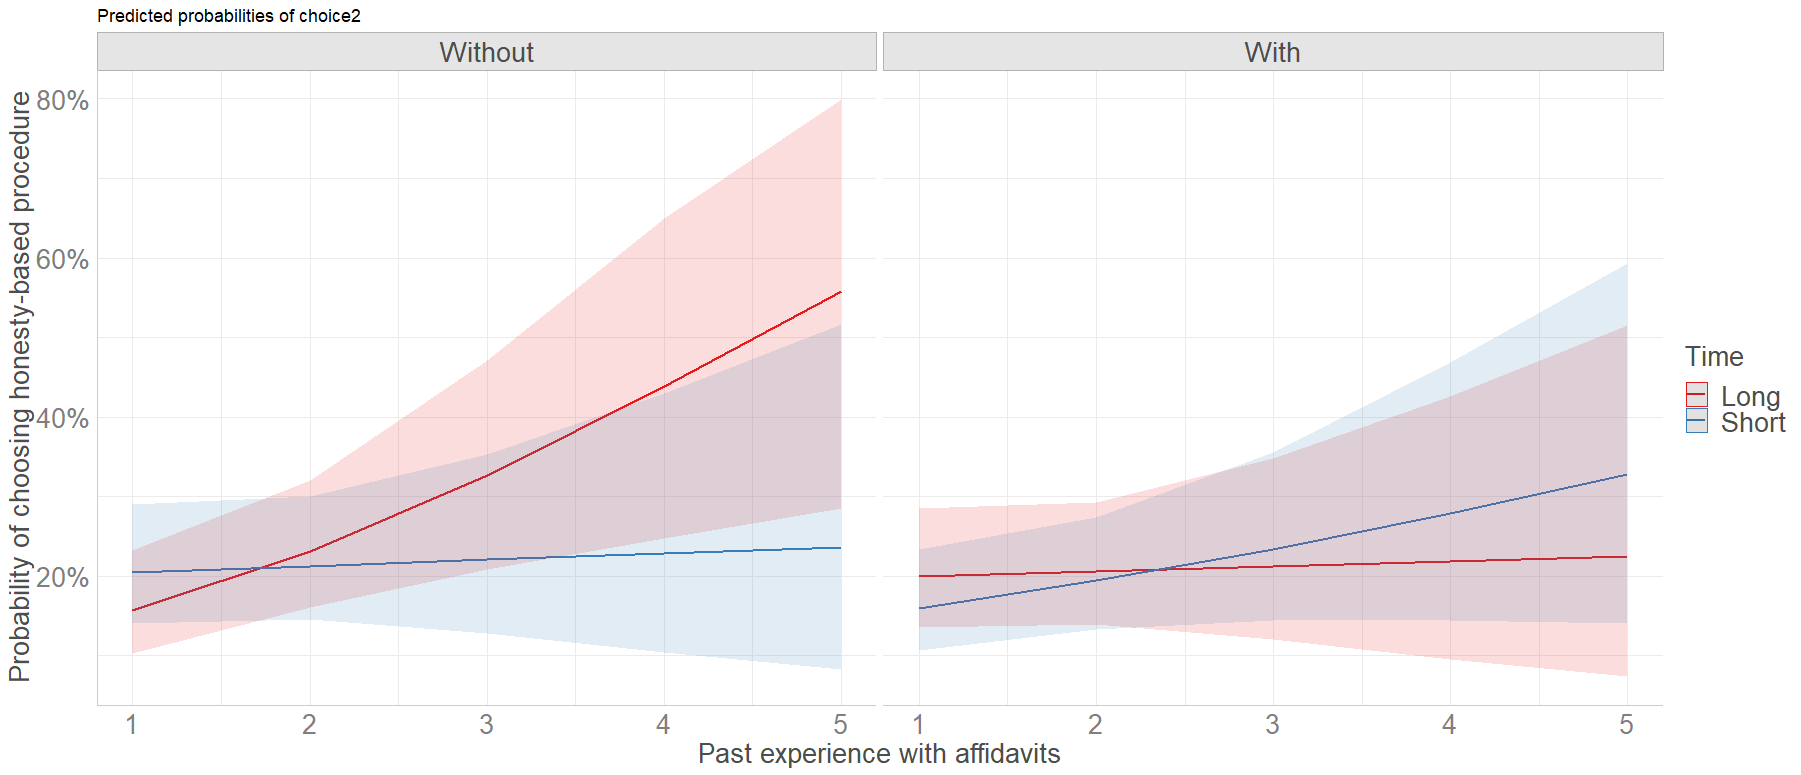 Predicted probabilities of choice2
Without
With
Probability of choosing honesty-based procedure
80%
60%
40%
20%
1 2 3 4 5
1 2 3 4 5
Past experience with affidavits
Time
Long
Short